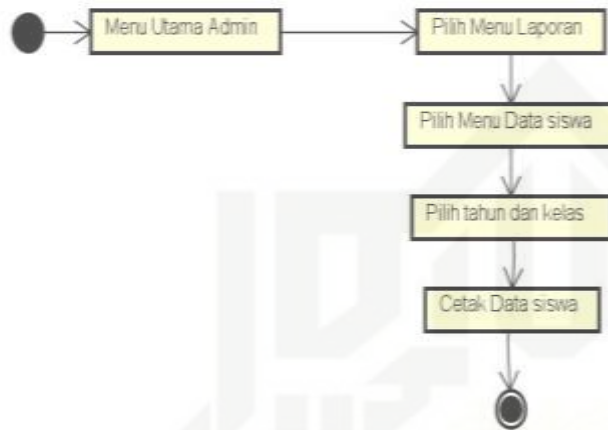 Menu Utama Admin
Pilih Menu Laporan
Pilih Menu Data siswa
Pilih tahun dan kelas
Cetak Data siswa